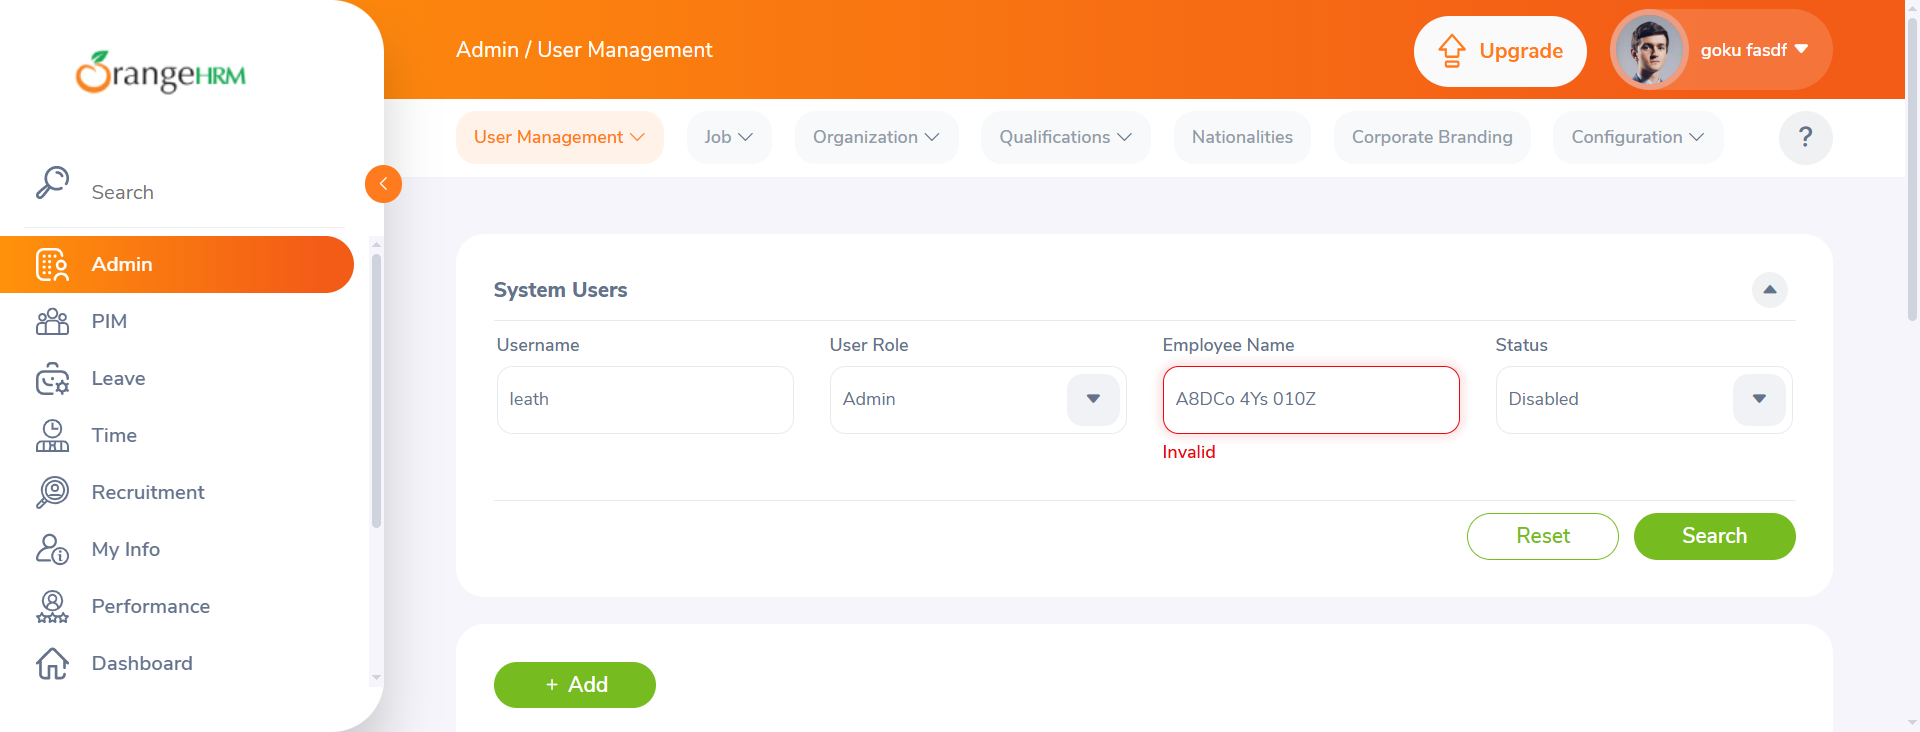 OrangeHRM
Admin / User Management
Upgrade
goku fasdf
User Management
Job
Organization
Qualifications
Nationalities
Corporate Branding
Configuration
?
Search
Admin
PIM
Leave
Time
Recruitment
My Info
Performance
Dashboard
System Users
Username
User Role
Employee Name
Status
leath
Admin
A8DCo 4Ys 010Z
Disabled
Invalid
Reset
Search
+ Add